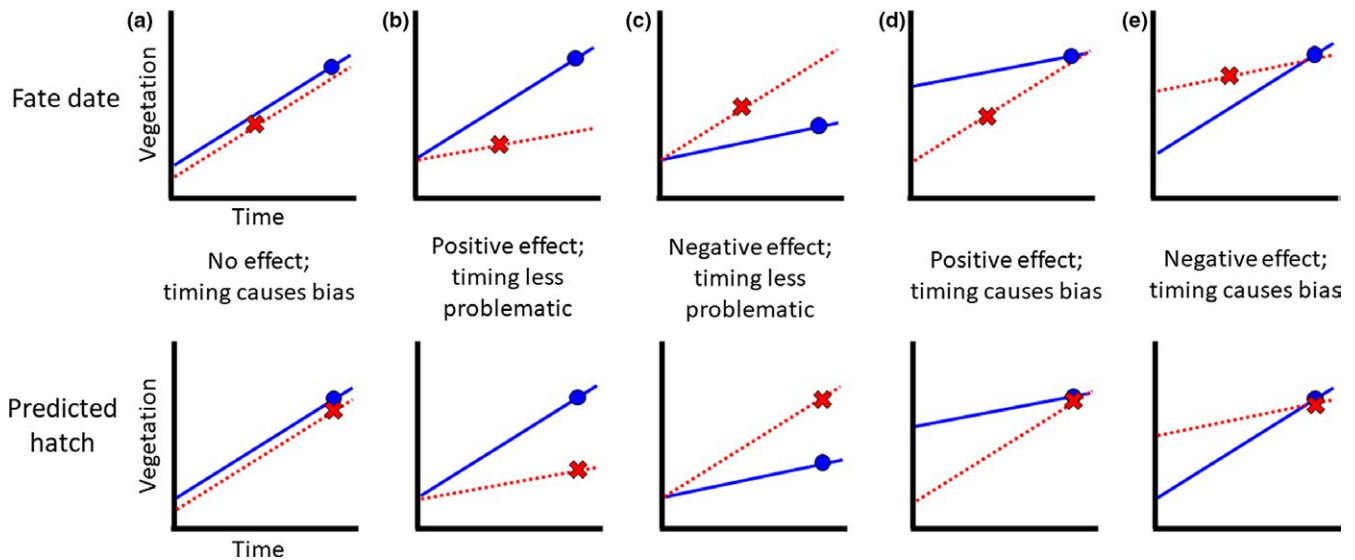 (a)
(b)
(c)
(d)
(e)
Fate date
Vegetation
Time
No effect;
timing causes bias
Positive effect;
timing less
problematic
Negative effect;
timing less
problematic
Positive effect;
timing causes bias
Negative effect;
timing causes bias
Predicted
hatch
Vegetation
Time